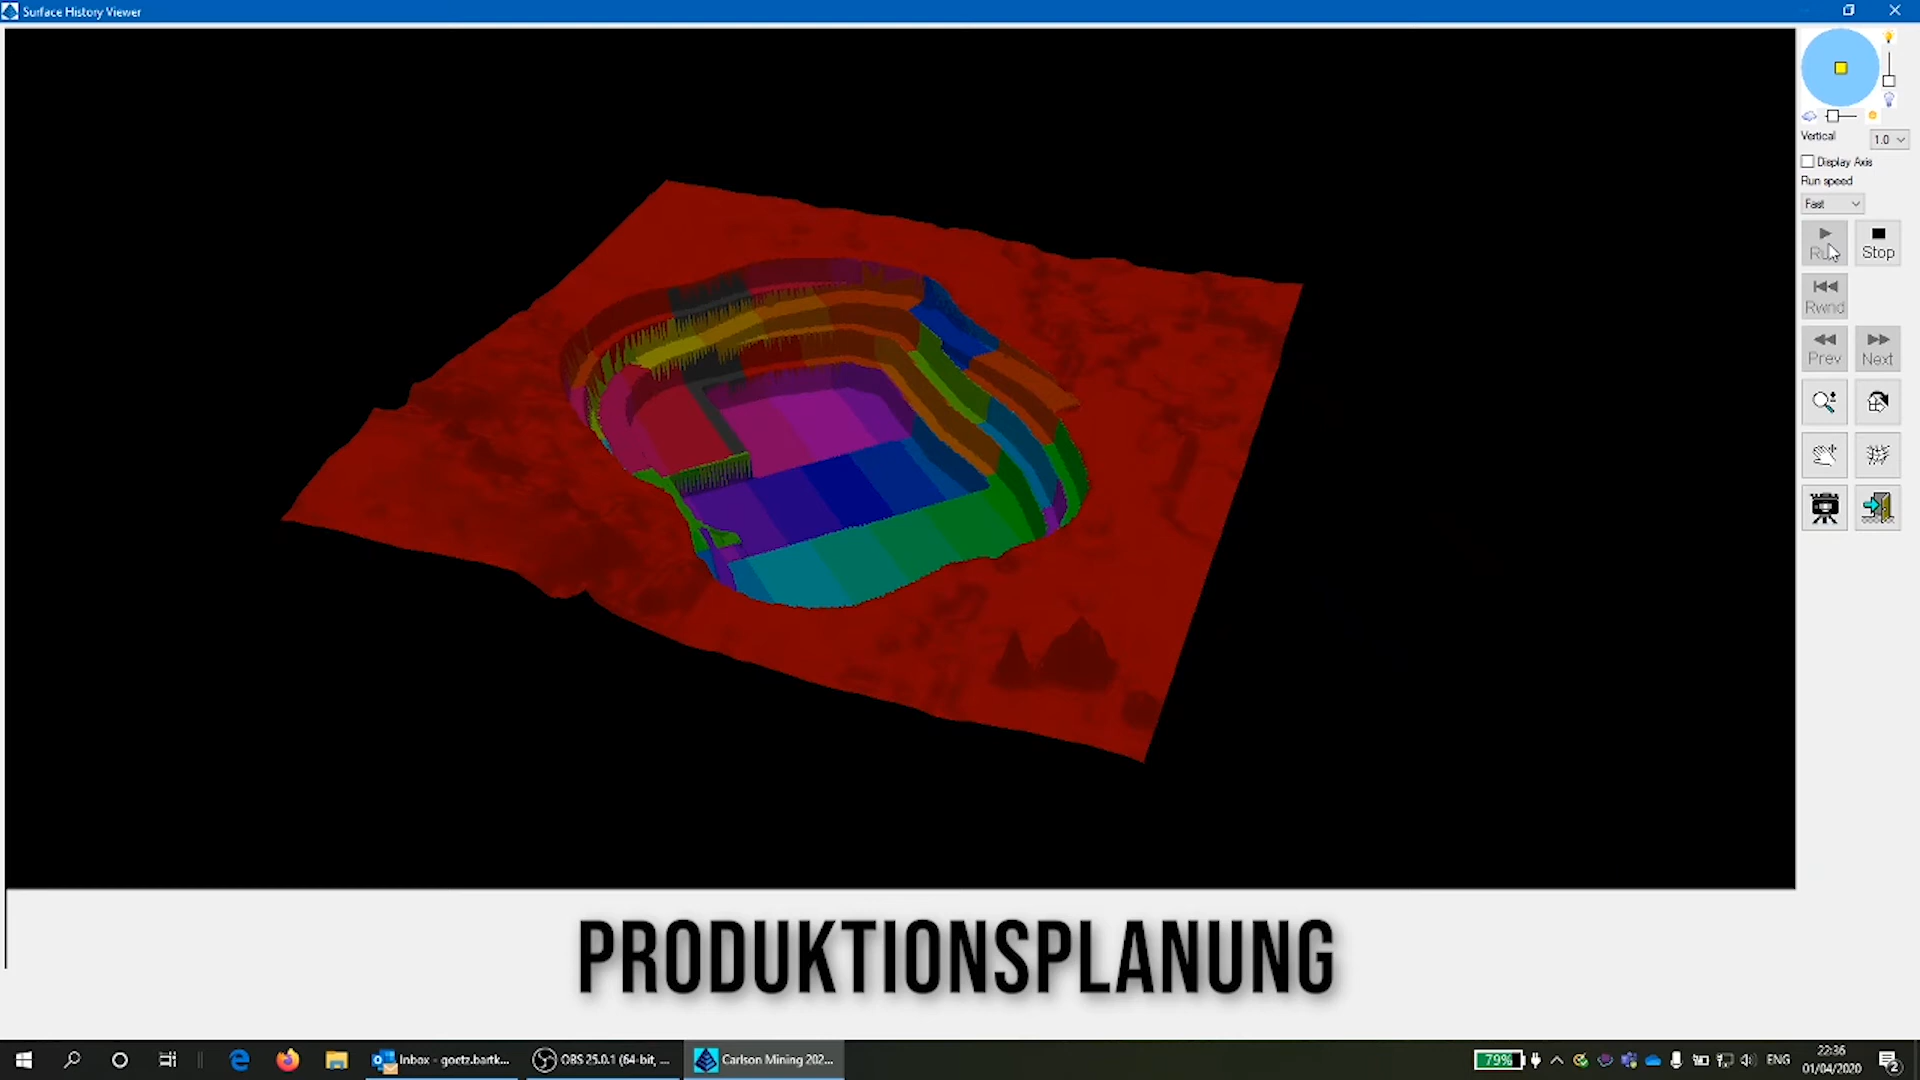 Surface History Viewer
Vertical
1.0
Display Axis
Run speed
Fast
Run
Stop
Rwnd
Prev
Next
PRODUKTIONSPLANUNG
Inbox - goetz.bartk...
OBS 25.0.1 (64-bit, ...
Carlson Mining 202...
79%
ENG
22:36
01/04/2020
2